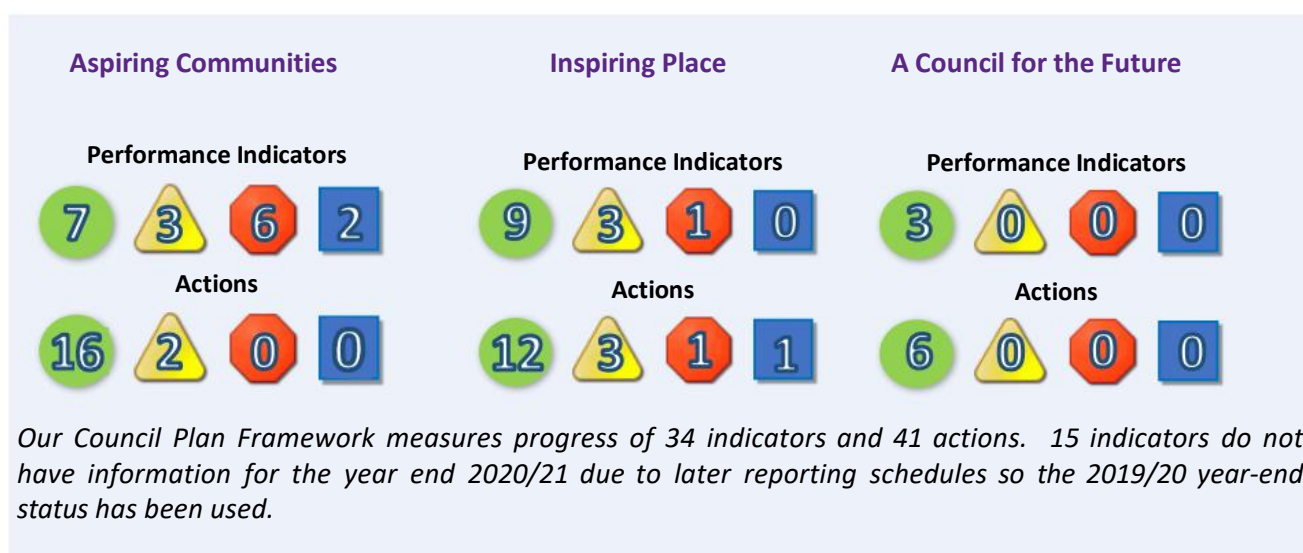 Aspiring Communities
Inspiring Place
A Council for the Future
Performance Indicators
Performance Indicators
Performance Indicators
7 3 6 2
9 3 1 0
3 0 0 0
Actions
Actions
Actions
16 2 0 0
12 3 1 1
6 0 0 0
Our Council Plan Framework measures progress of 34 indicators and 41 actions. 15 indicators do not
have information for the year end 2020/21 due to later reporting schedules so the 2019/20 year-end
status has been used.